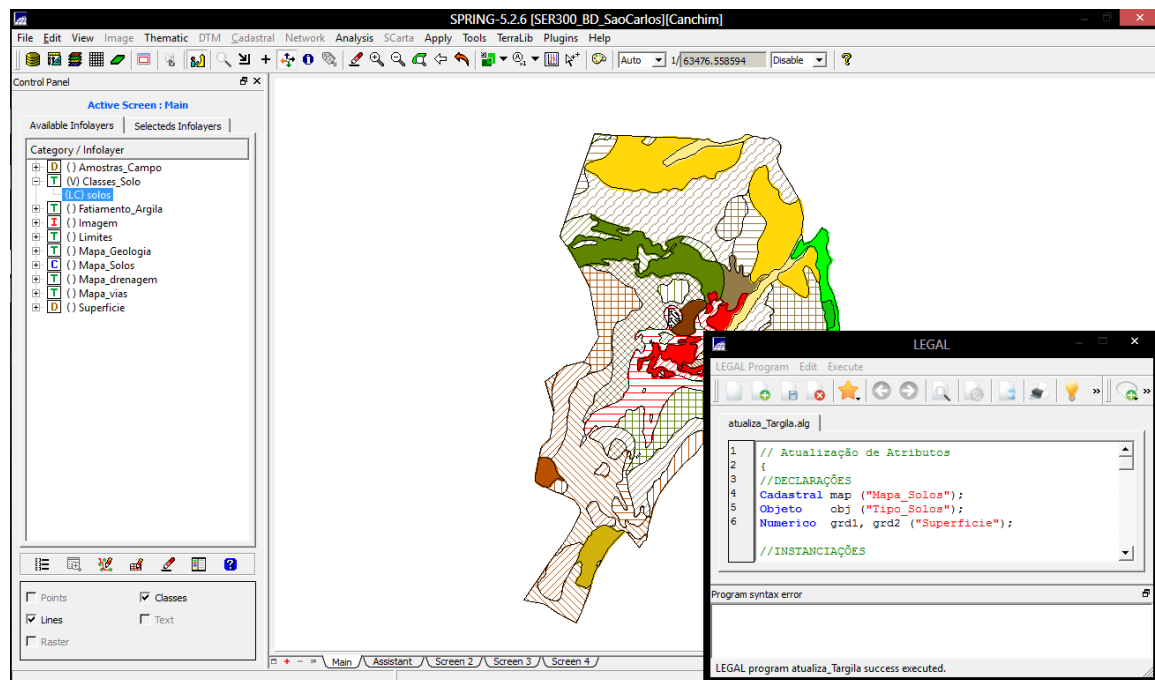 SPRING-5.2.6 [SER300_BD_SaoCarlos][Canchim]
File Edit View Image Thematic DTM Cadastral Network Analysis SCarta Apply Tools TerraLib Plugins Help
Auto 1/ 63476.558594 Disable
Control Panel
Active Screen : Main
Available Infolayers Selecteds Infolayers
Category / Infolayer
D () Amostras_Campo
T (V) Classes_Solo
(LC) solos
T () Fatiamento_Argila
I () Imagem
T () Limites
T () Mapa_Geologia
C () Mapa_Solos
T () Mapa_drenagem
T () Mapa_vias
D () Superficie
Points Classes
Lines Text
Raster
Main Assistant Screen 2 Screen 3 Screen 4
LEGAL
LEGAL Program Edit Execute
atualiza_Targila.alg
1 // Atualização de Atributos
2 {
3 //DECLARAÇÕES
4 Cadastral map ("Mapa_Solos");
5 Objeto obj ("Tipo_Solos");
6 Numerico grd1, grd2 ("Superficie");
//INSTANCIAÇÕES
Program syntax error
LEGAL program atualiza_Targila success executed.